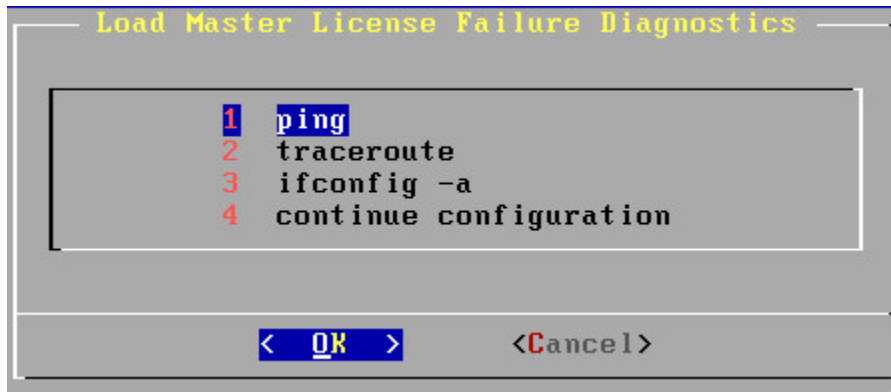 Load Master License Failure Diagnostics
1 ping
2 traceroute
3 ifconfig -a
4 continue configuration
< OK > <Cancel>